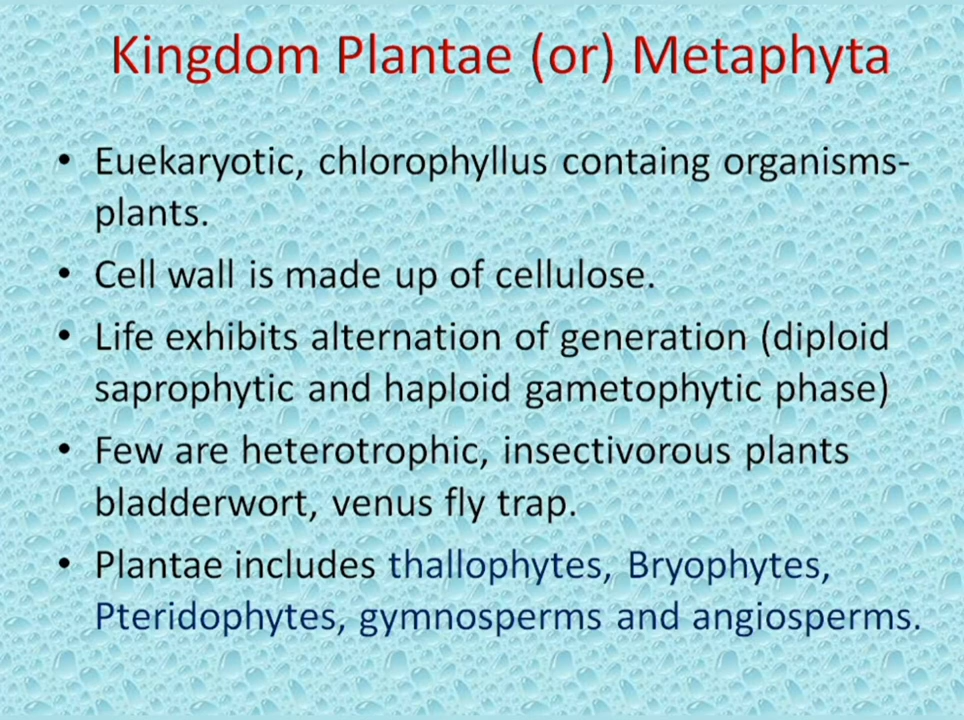 Kingdom Plantae (or) Metaphyta
• Euekaryotic, chlorophyllus containg organisms-
plants.
• Cell wall is made up of cellulose.
• Life exhibits alternation of generation (diploid
saprophytic and haploid gametophytic phase)
• Few are heterotrophic, insectivorous plants
bladderwort, venus fly trap.
• Plantae includes thallophytes, Bryophytes,
Pteridophytes, gymnosperms and angiosperms.